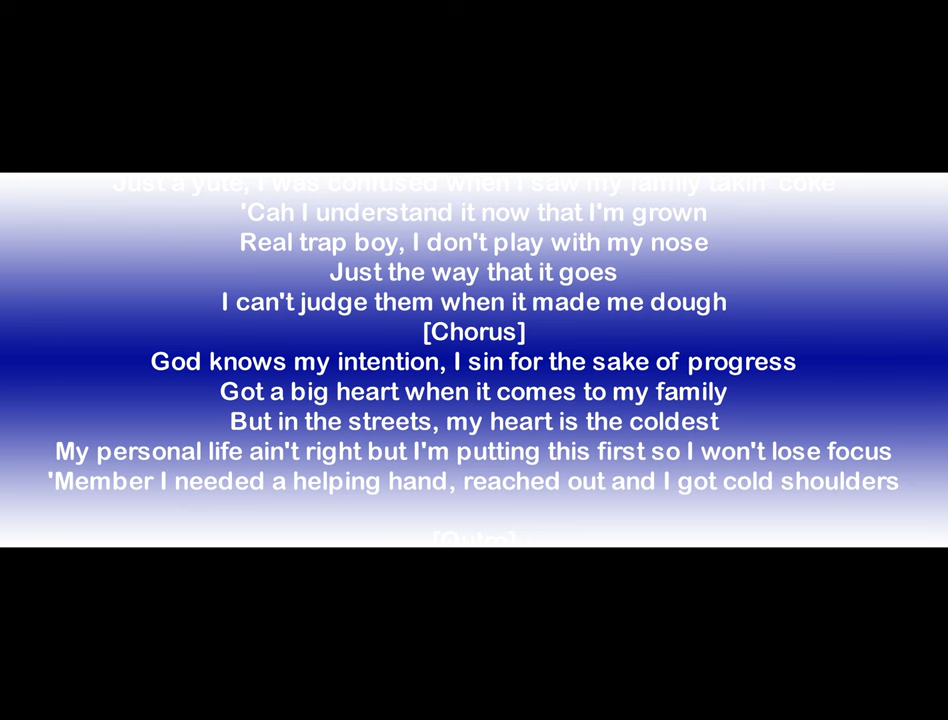 Just a yute, I was confused when I saw my family takin' coke
'Cah I understand it now that I'm grown
Real trap boy, I don't play with my nose
Just the way that it goes
I can't judge them when it made me dough
[Chorus]
God knows my intention, I sin for the sake of progress
Got a big heart when it comes to my family
But in the streets, my heart is the coldest
My personal life ain't right but I'm putting this first so I won't lose focus
'Member I needed a helping hand, reached out and I got cold shoulders
[Outro]